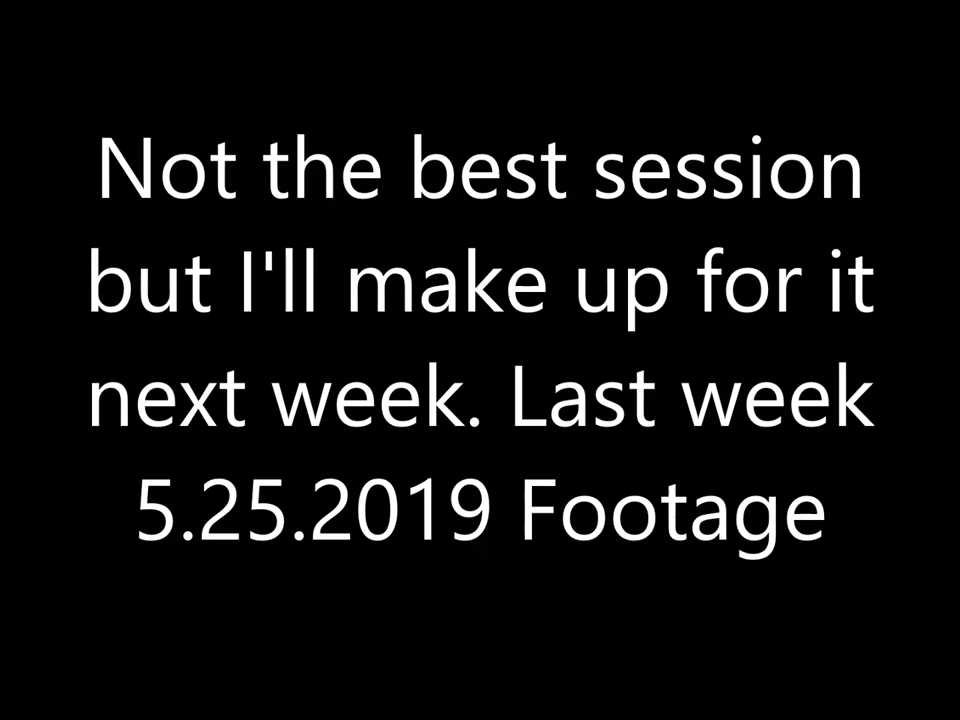 Not the best session
but I'll make up for it
next week. Last week
5.25.2019 Footage